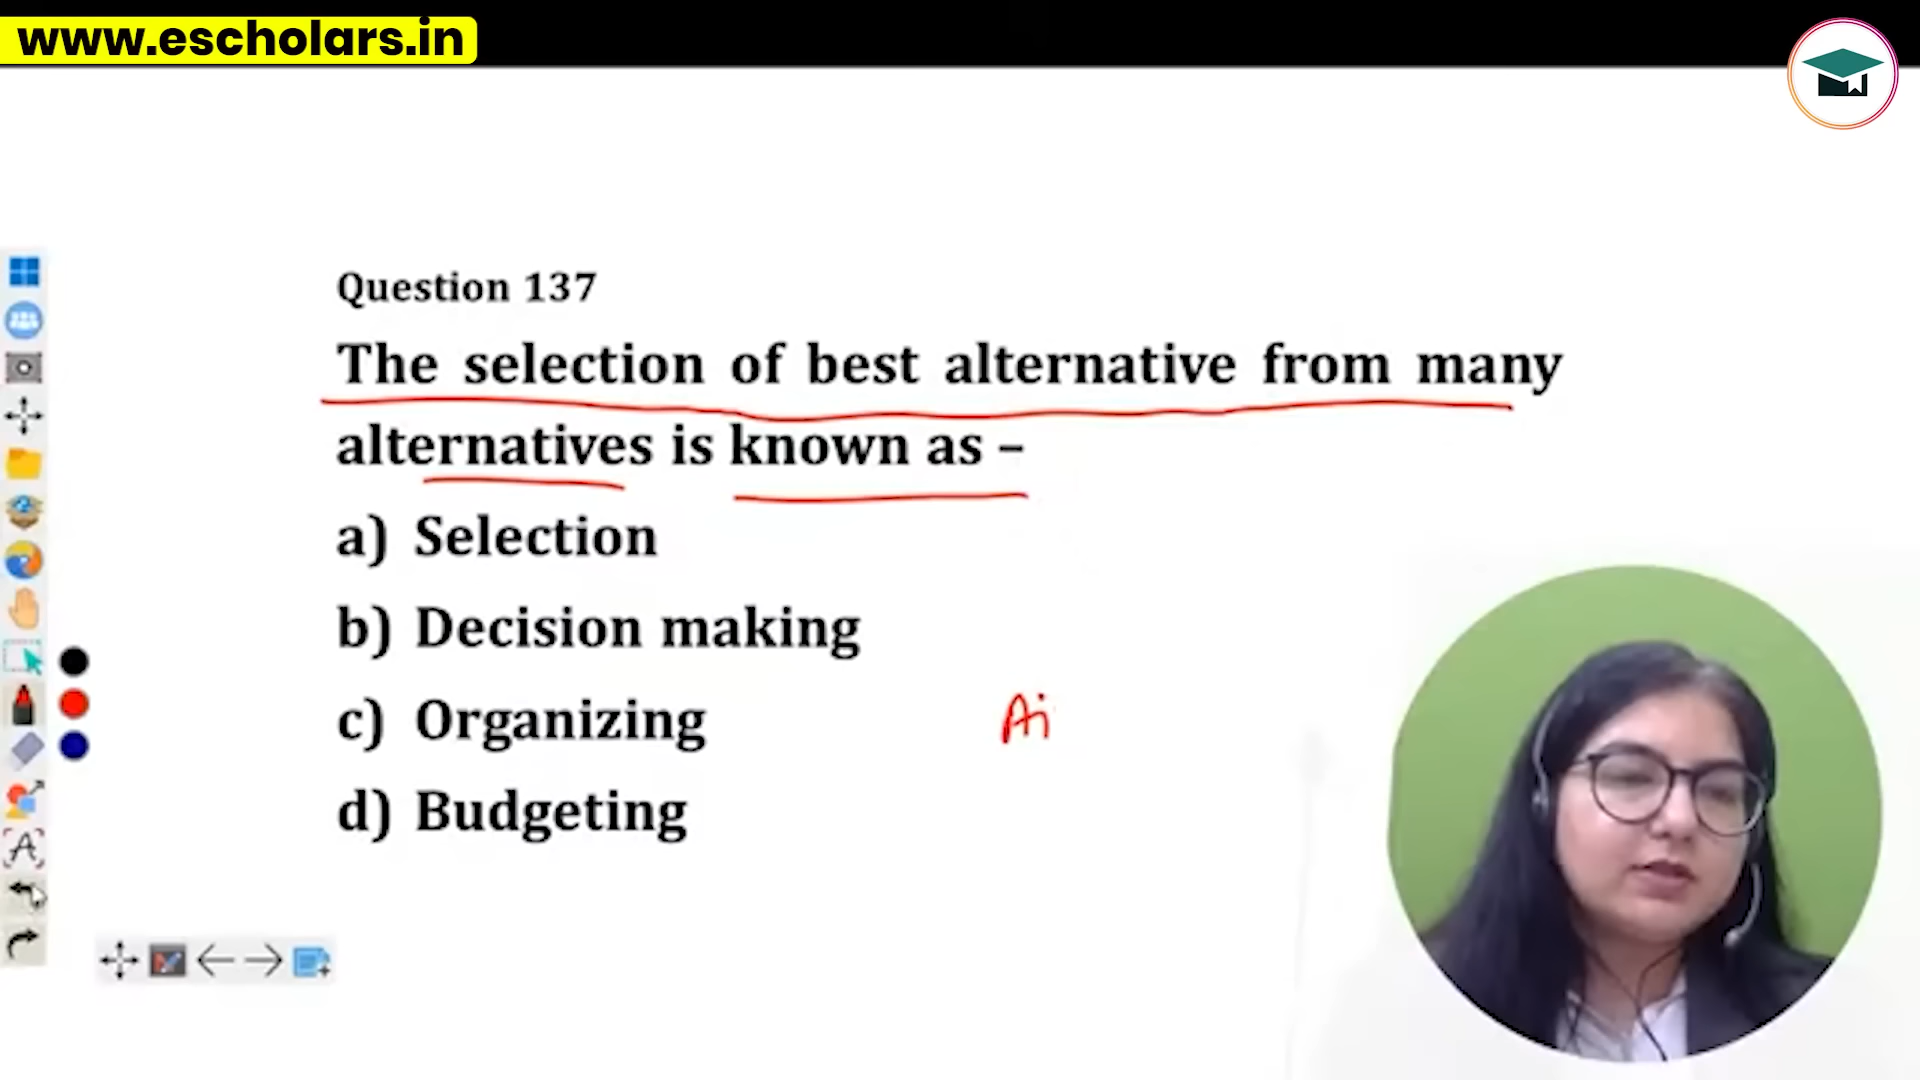 www.escholars.in
Question 137
The selection of best alternative from many
alternatives is known as –
a) Selection
b) Decision making
c) Organizing
Ai
d) Budgeting